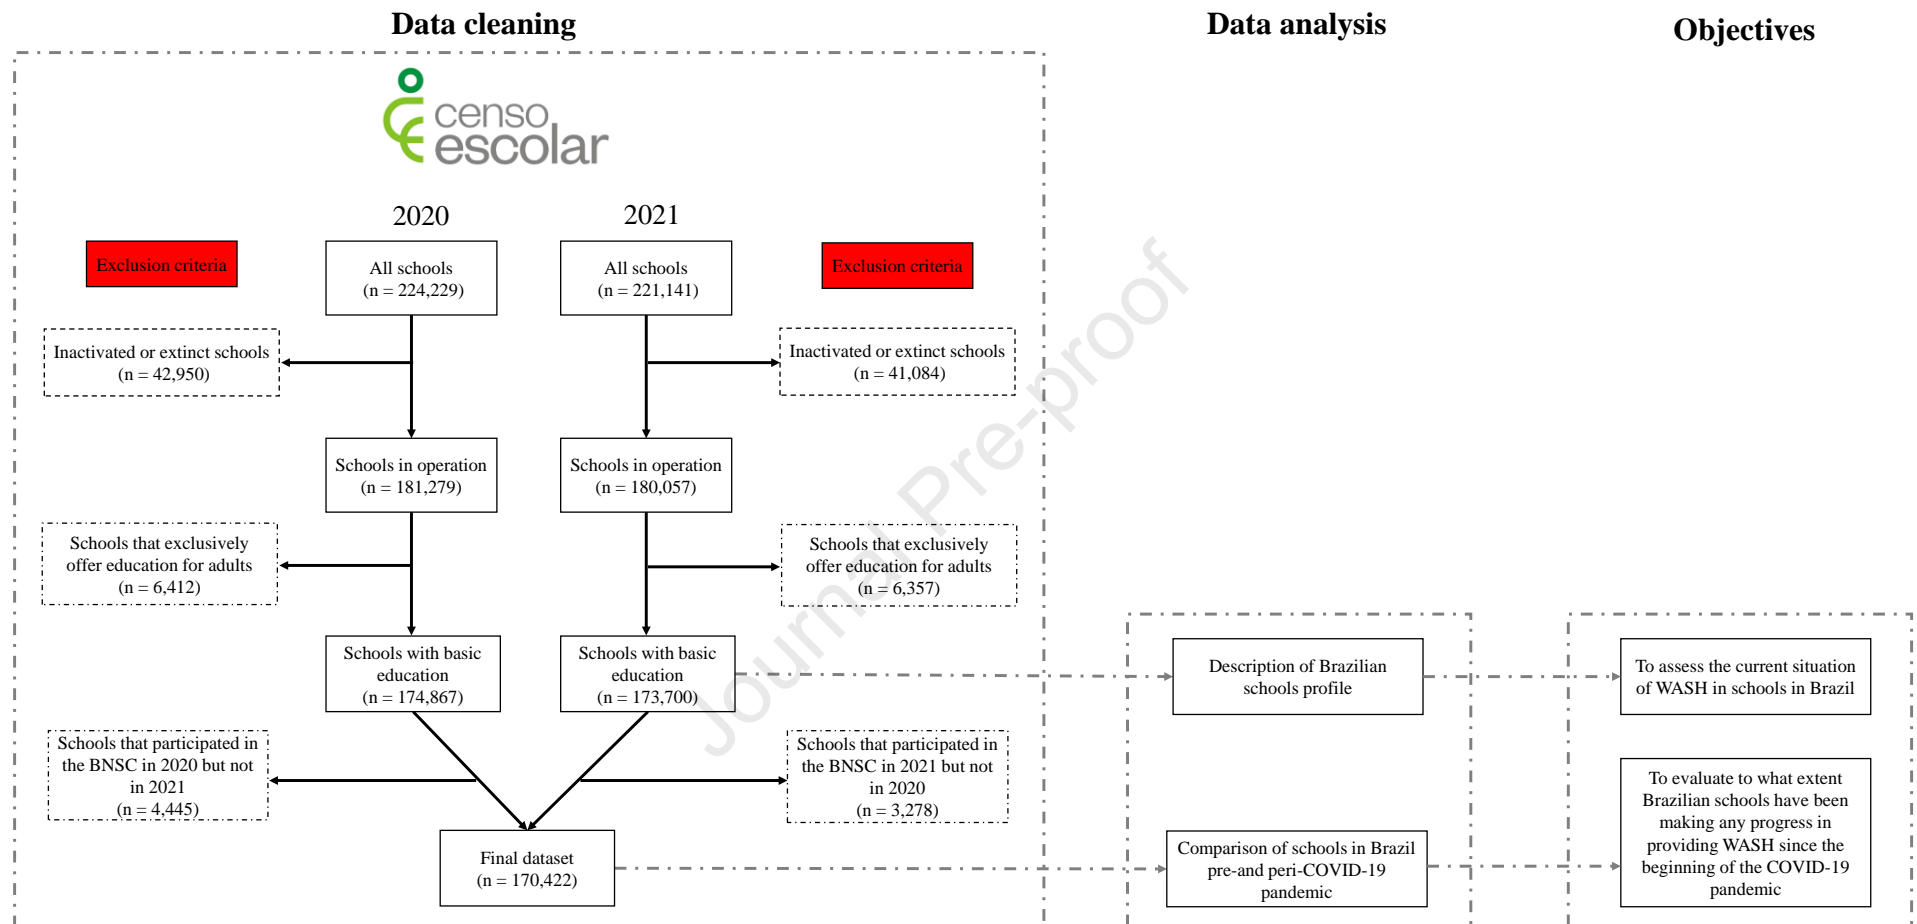 Data cleaning
Data analysis
Objectives
censo
escolar
2020
2021
Exclusion criteria
All schools
(n = 224,229)
All schools
(n = 221,141)
Exclusion criteria
Inactivated or extinct schools
(n = 42,950)
Inactivated or extinct schools
(n = 41,084)
Schools in operation
(n = 181,279)
Schools in operation
(n = 180,057)
Schools that exclusively
offer education for adults
(n = 6,412)
Schools that exclusively
offer education for adults
(n = 6,357)
Schools with basic
education
(n = 174,867)
Schools with basic
education
(n = 173,700)
Description of Brazilian
schools profile
To assess the current situation
of WASH in schools in Brazil
Schools that participated in
the BNSC in 2020 but not
in 2021
(n = 4,445)
Schools that participated in
the BNSC in 2021 but not
in 2020
(n = 3,278)
Final dataset
(n = 170,422)
Comparison of schools in Brazil
pre-and peri-COVID-19
pandemic
To evaluate to what extent
Brazilian schools have been
making any progress in
providing WASH since the
beginning of the COVID-19
pandemic
Journal Pre-proof